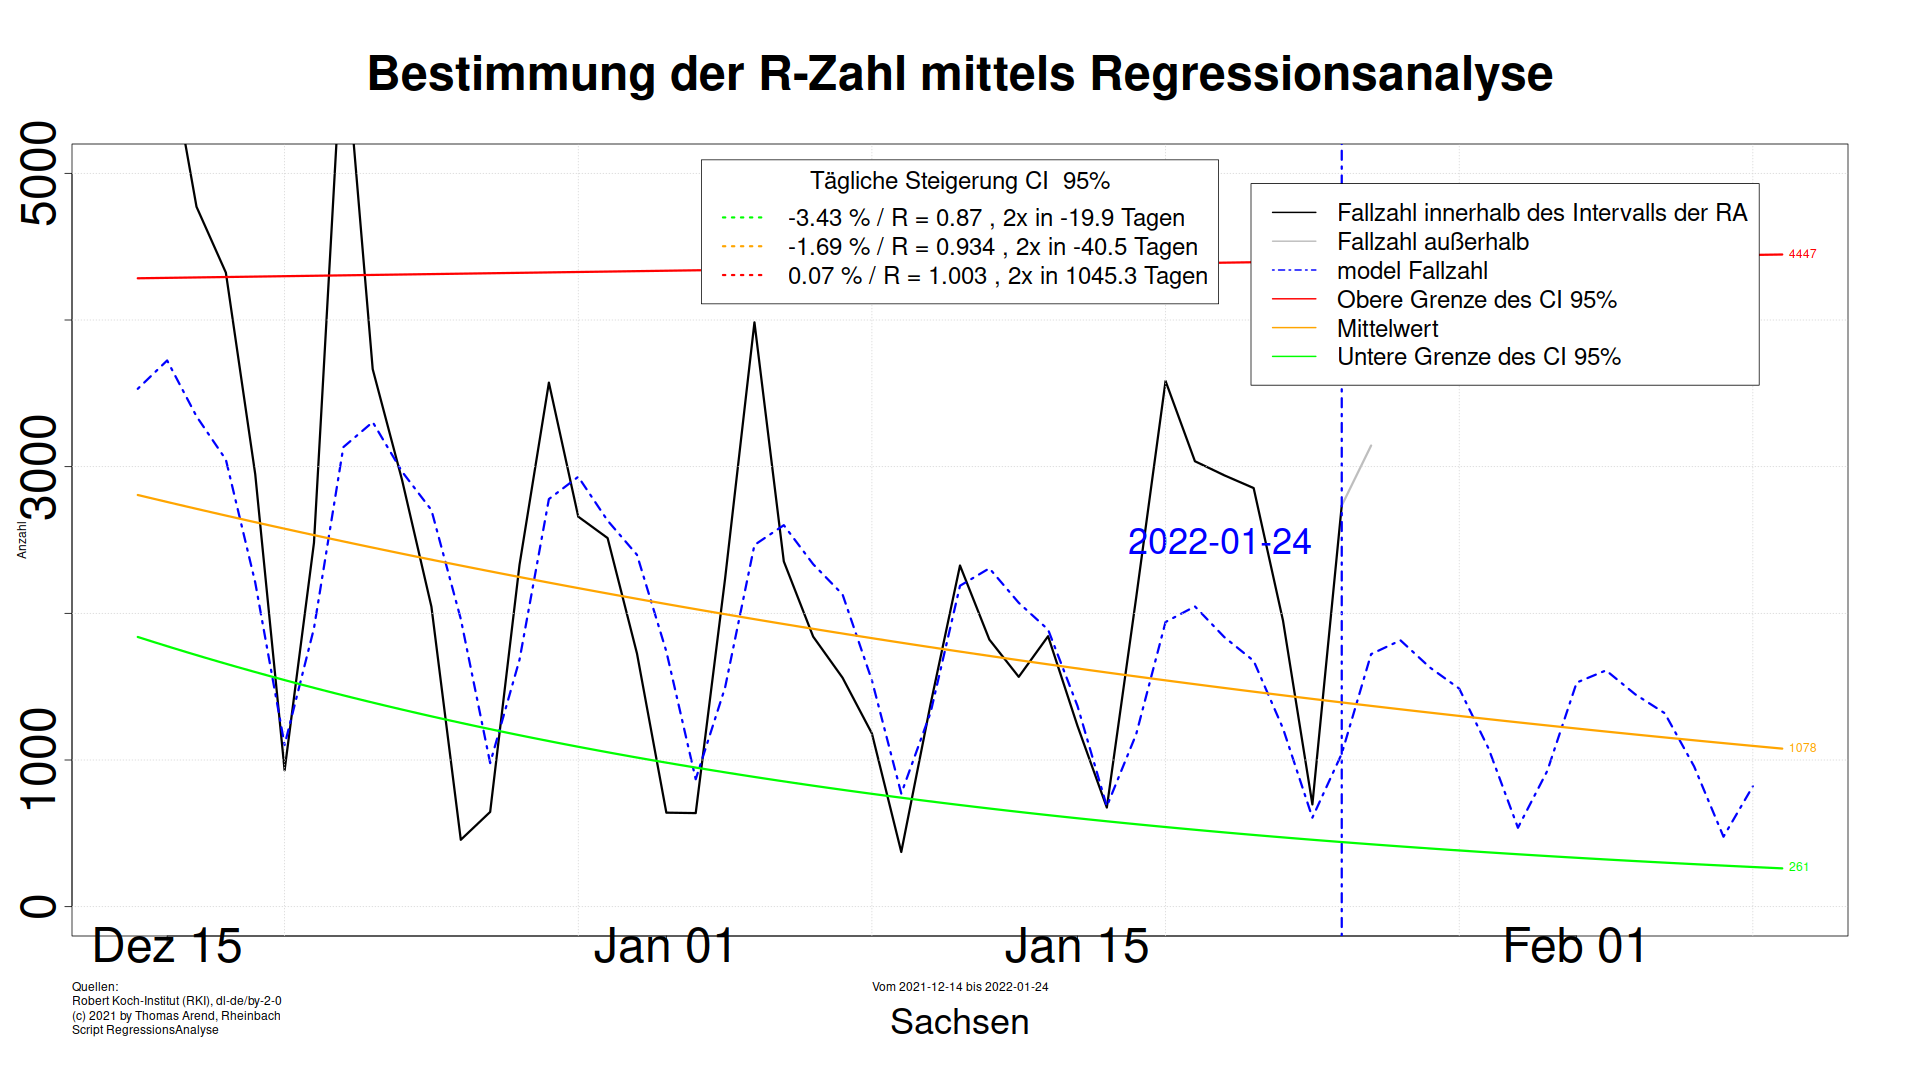 Bestimmung der R-Zahl mittels Regressionsanalyse
5000
3000
1000
0
Anzahl
Tägliche Steigerung CI 95%
-3.43 % / R = 0.87 , 2x in -19.9 Tagen
-1.69 % / R = 0.934 , 2x in -40.5 Tagen
0.07 % / R = 1.003 , 2x in 1045.3 Tagen
Fallzahl innerhalb des Intervalls der RA
Fallzahl außerhalb
model Fallzahl
Obere Grenze des CI 95%
Mittelwert
Untere Grenze des CI 95%
4447
2022-01-24
1078
261
Dez 15 Jan 01 Jan 15 Feb 01
Quellen:
Robert Koch-Institut (RKI), dl-de/by-2-0
(c) 2021 by Thomas Arend, Rheinbach
Script RegressionsAnalyse
Vom 2021-12-14 bis 2022-01-24
Sachsen